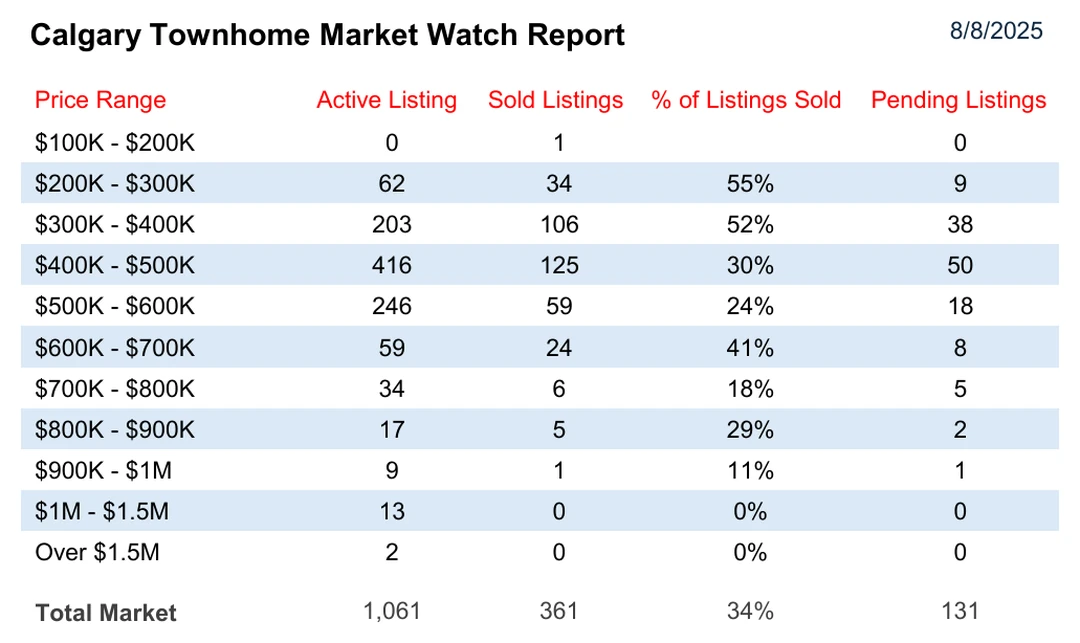 Calgary Townhome Market Watch Report 8/8/2025
Price Range Active Listing Sold Listings % of Listings Sold Pending Listings
$100K - $200K 0 1 0
$200K - $300K 62 34 55% 9
$300K - $400K 203 106 52% 38
$400K - $500K 416 125 30% 50
$500K - $600K 246 59 24% 18
$600K - $700K 59 24 41% 8
$700K - $800K 34 6 18% 5
$800K - $900K 17 5 29% 2
$900K - $1M 9 1 11% 1
$1M - $1.5M 13 0 0% 0
Over $1.5M 2 0 0% 0
Total Market 1,061 361 34% 131